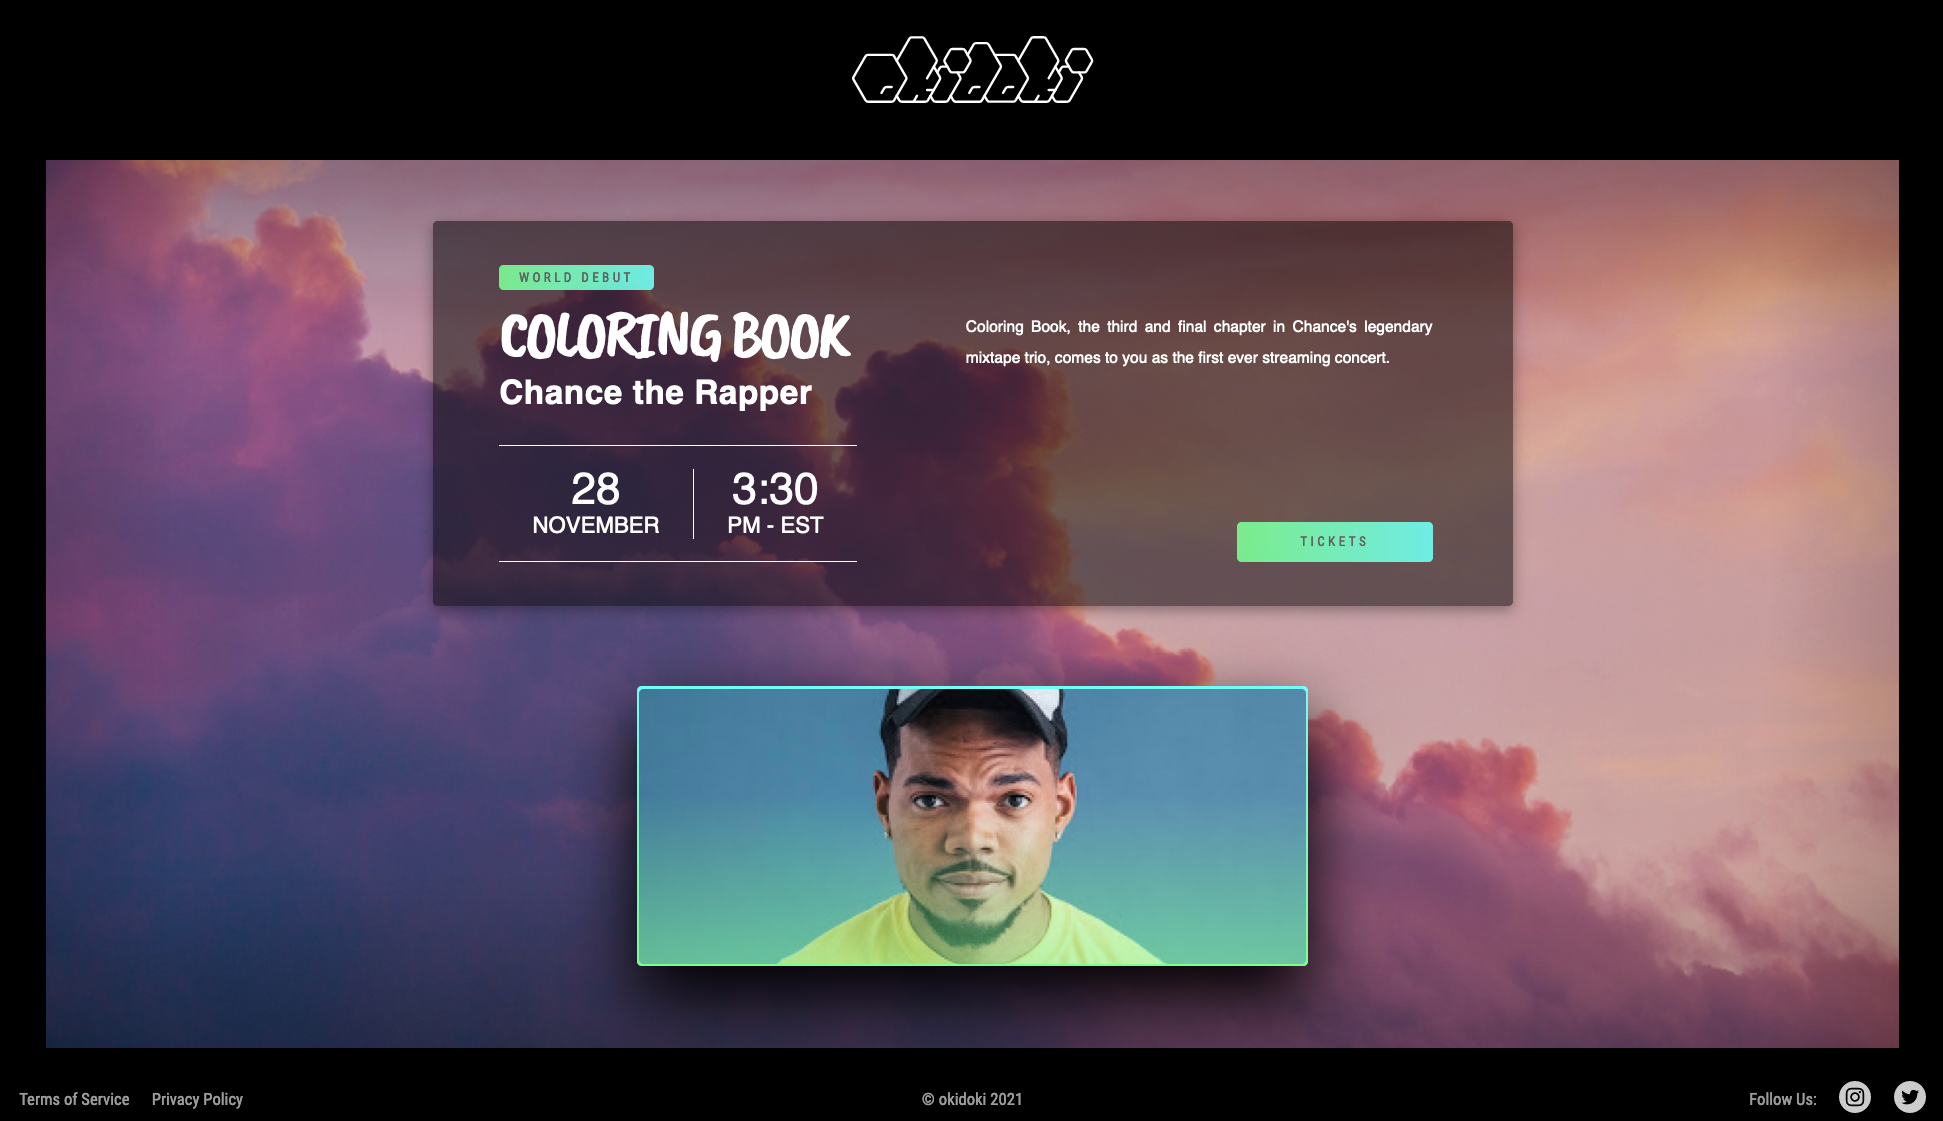 okidoki
WORLD DEBUT
COLORING BOOK
Chance the Rapper
28
NOVEMBER
3:30
PM - EST
Coloring Book, the third and final chapter in Chance's legendary
mixtape trio, comes to you as the first ever streaming concert.
TICKETS
Terms of Service
Privacy Policy
© okidoki 2021
Follow Us: